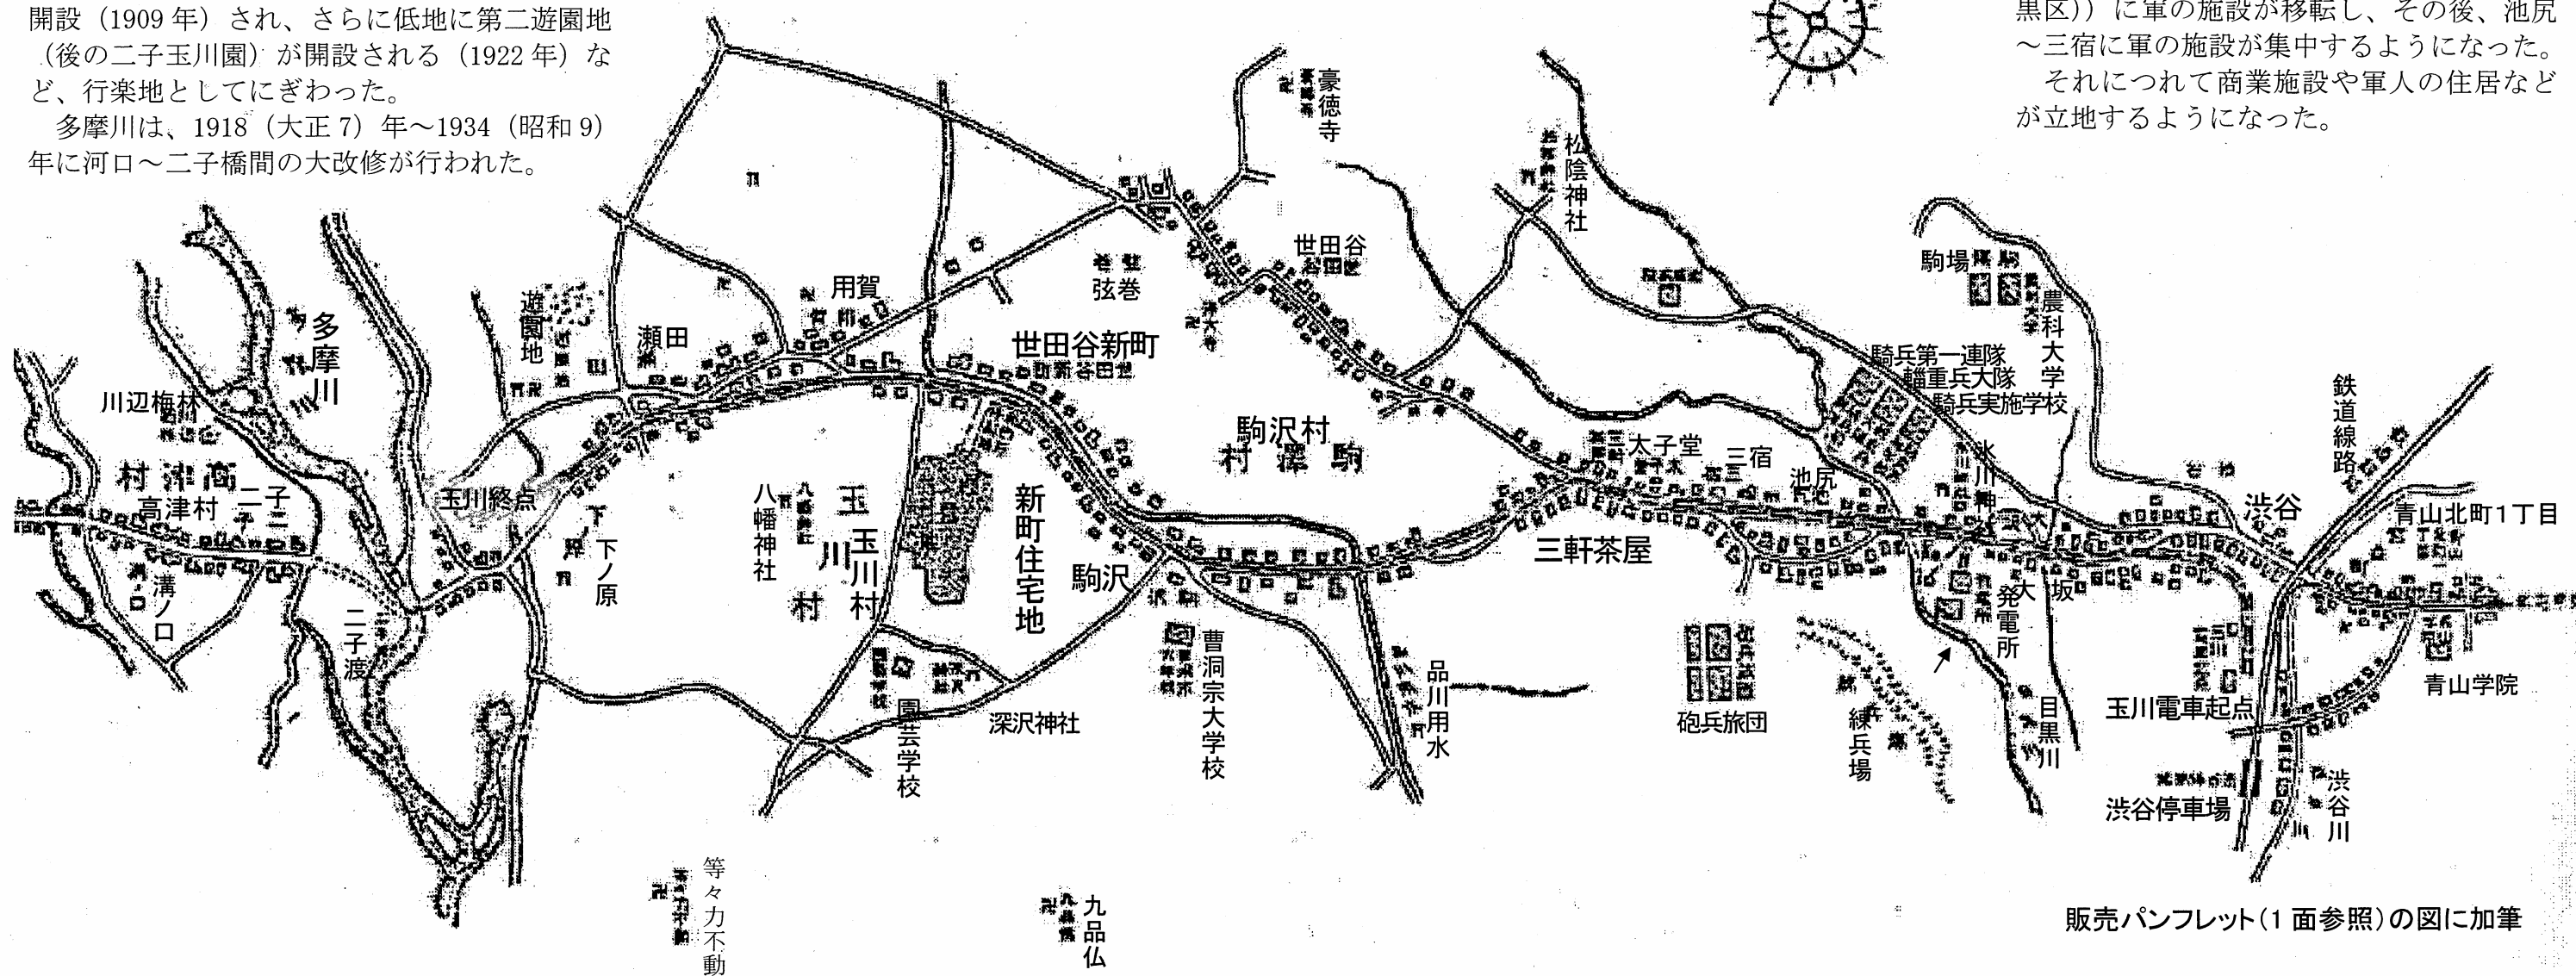 開設（1909年）され、さらに低地に第二遊園地
（後の二子玉川園）が開設される（1922年）な
ど、行楽地としてにぎわった。
　多摩川は、1918（大正7）年～1934（昭和9）
年に河口～二子橋間の大改修が行われた。
黒区））に軍の施設が移転し、その後、池尻
～三宿に軍の施設が集中するようになった。
　それにつれて商業施設や軍人の住居など
が立地するようになった。
豪徳寺
松陰神社
世田谷
弦巻
用賀
遊園地
瀬田
多摩川
川辺梅林
世田谷新町
世田谷新町
駒場
農科大学
騎兵第一連隊
輜重兵大隊
騎兵実施学校
鉄道線路
駒沢村
駒澤村
太子堂
三宿
池尻
氷川神社
渋谷
青山北町1丁目
高津村
高津村
二子
玉川終点
八幡神社
玉川村
玉川村
新町住宅地
下ノ原
駒沢
三軒茶屋
大坂
発電所
溝ノ口
二子渡
園芸学校
深沢神社
曹洞宗大学校
品川用水
砲兵旅団
練兵場
目黒川
玉川電車起点
青山学院
渋谷停車場
渋谷川
等々力不動
九品仏
販売パンフレット（1面参照）の図に加筆